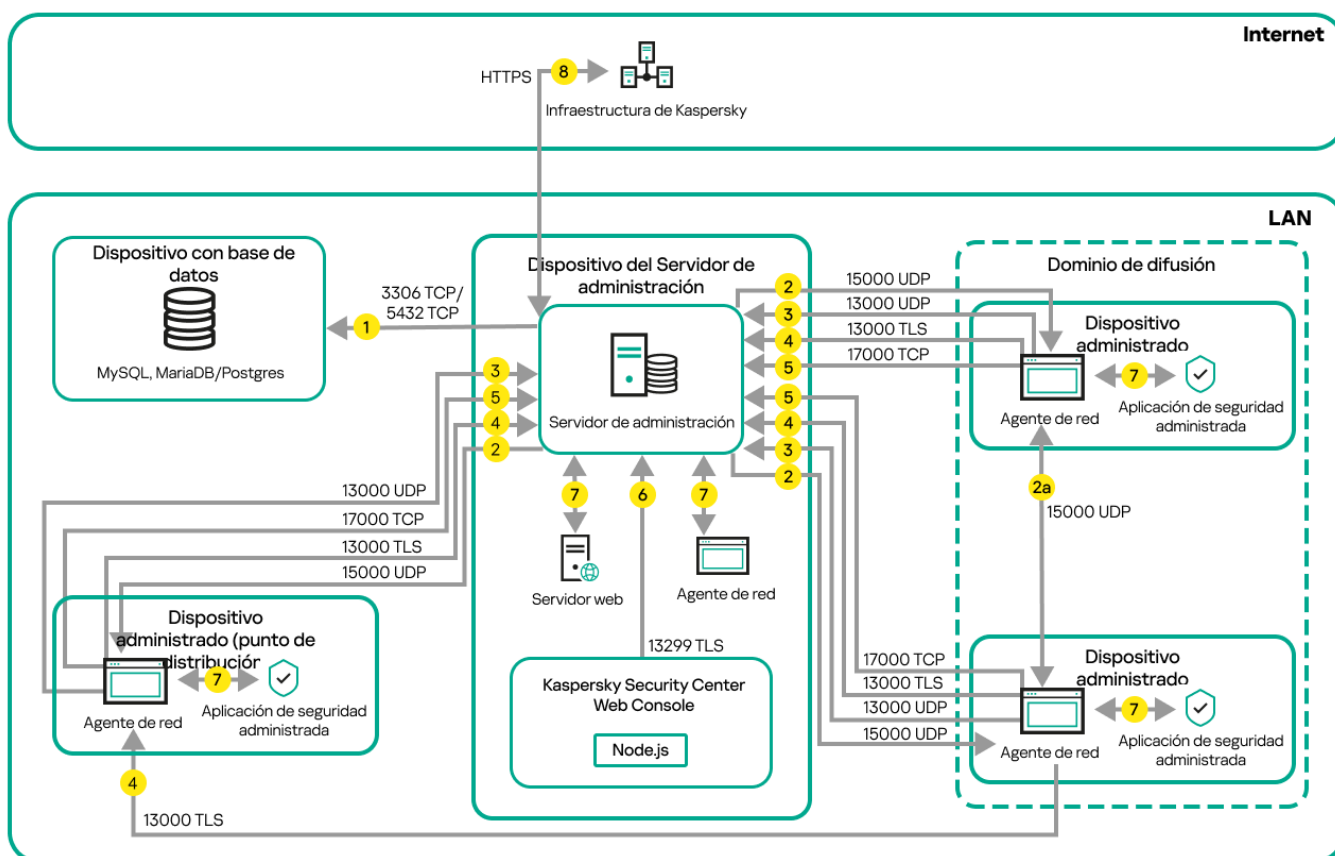 Internet
HTTPS
8
Infraestructura de Kaspersky
LAN
Dispositivo con base de
datos
MySQL, MariaDB/Postgres
3306 TCP/
5432 TCP
1
Dispositivo del Servidor de
administración
Servidor de administración
3
5
4
2
13000 UDP
17000 TCP
13000 TLS
15000 UDP
2
15000 UDP
3
13000 UDP
4
13000 TLS
5
17000 TCP
5
4
3
2
Dominio de difusión
Dispositivo
administrado
7
Agente de red
Aplicación de seguridad
administrada
2a
15000 UDP
7
6
7
Servidor web
Agente de red
13299 TLS
Kaspersky Security Center
Web Console
Node.js
Dispositivo
administrado (punto de
distribución
7
Agente de red
Aplicación de seguridad
administrada
4
13000 TLS
17000 TCP
13000 TLS
13000 UDP
15000 UDP
Dispositivo
administrado
7
Agente de red
Aplicación de seguridad
administrada